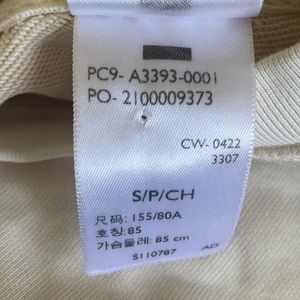 PC9- A3393-0001
PO- 2100009373
CW- 0422
3307
S/P/CH
尺码: 155/80A
호칭: 85
가슴둘레: 85 cm
S110787 AD